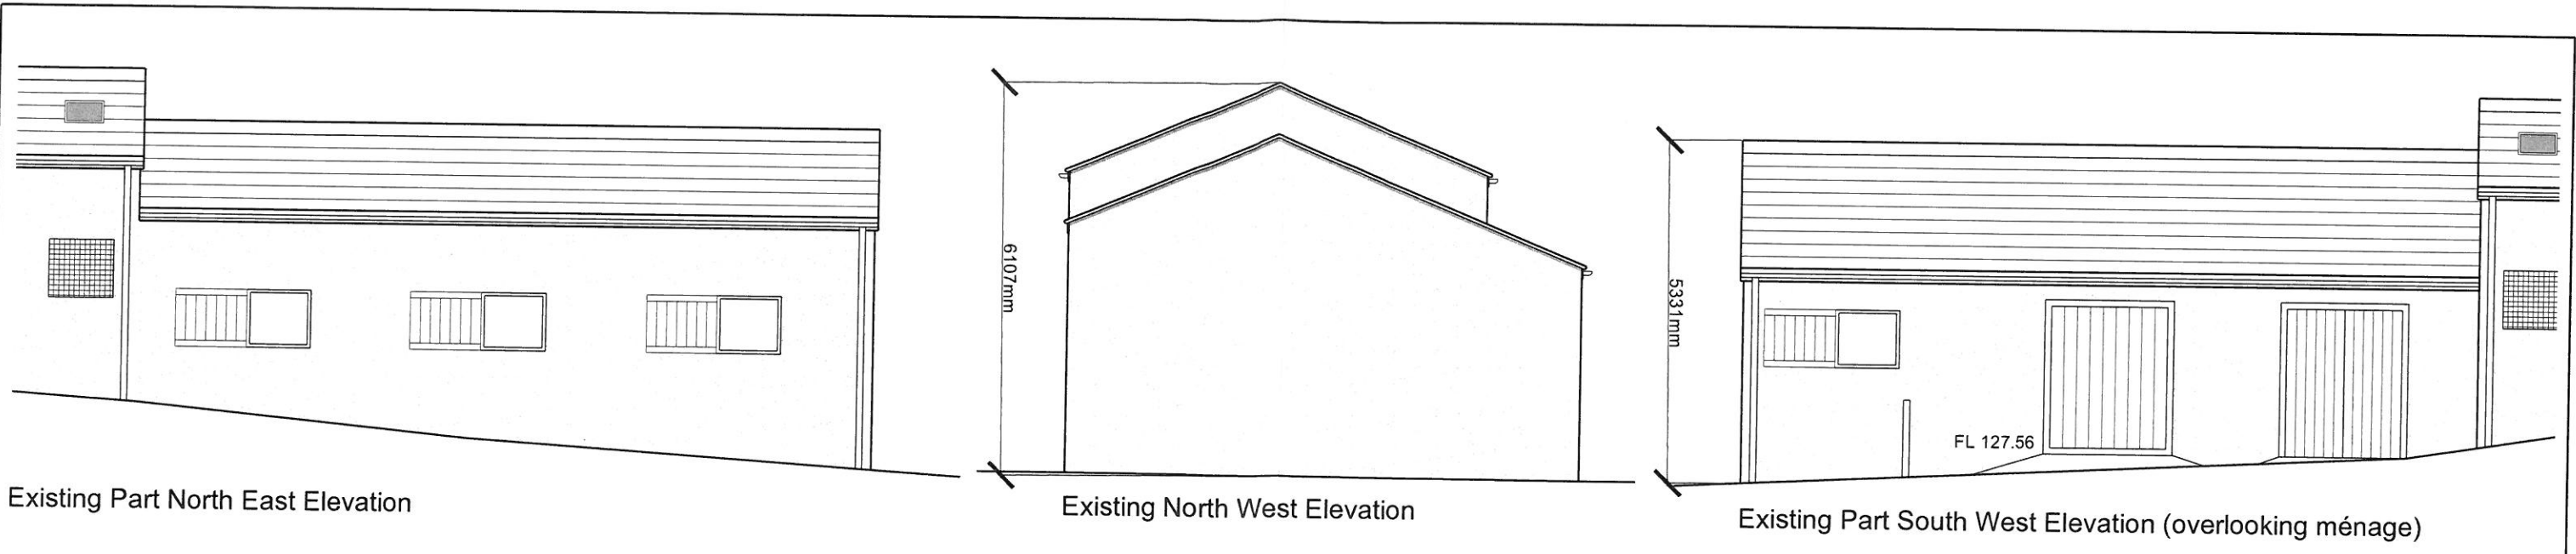 6107mm
5331mm
FL 127.56
Existing Part North East Elevation
Existing North West Elevation
Existing Part South West Elevation (overlooking ménage)